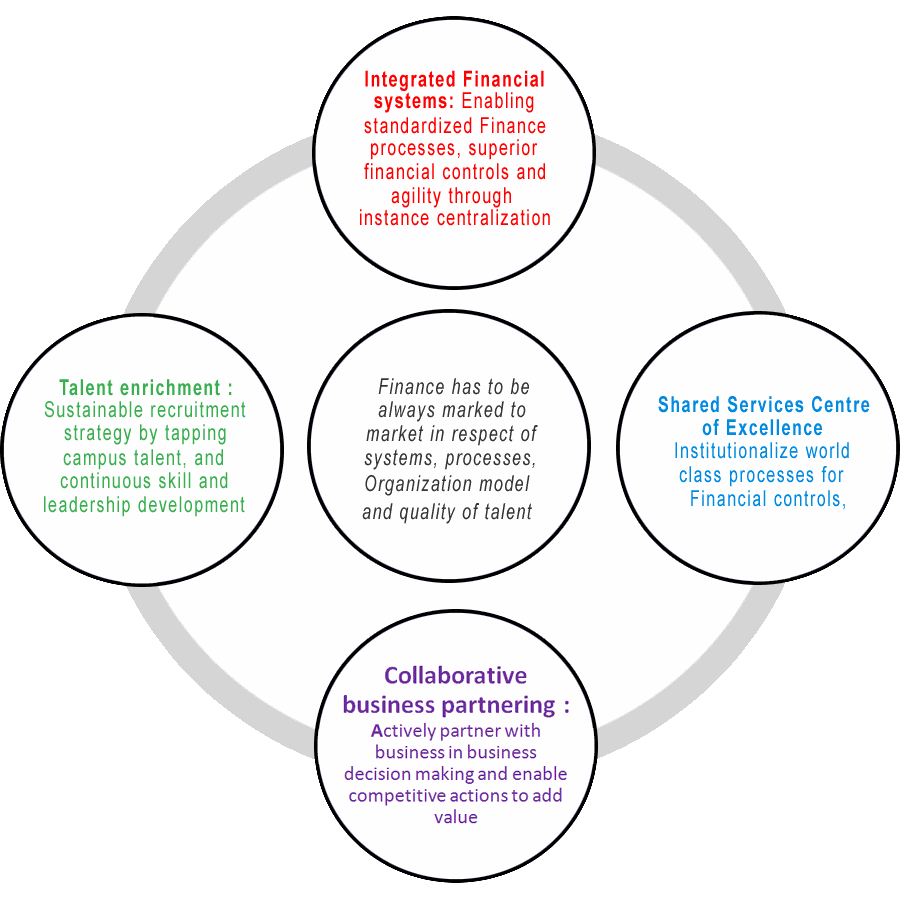 Integrated Financial
systems: Enabling
standardized Finance
processes, superior
financial controls and
agility through
instance centralization
Talent enrichment :
Sustainable recruitment
strategy by tapping
campus talent, and
continuous skill and
leadership development
Finance has to be
always marked to
market in respect of
systems, processes,
Organization model
and quality of talent
Shared Services Centre
of Excellence
Institutionalize world
class processes for
Financial controls,
Collaborative
business partnering :
Actively partner with
business in business
decision making and enable
competitive actions to add
value